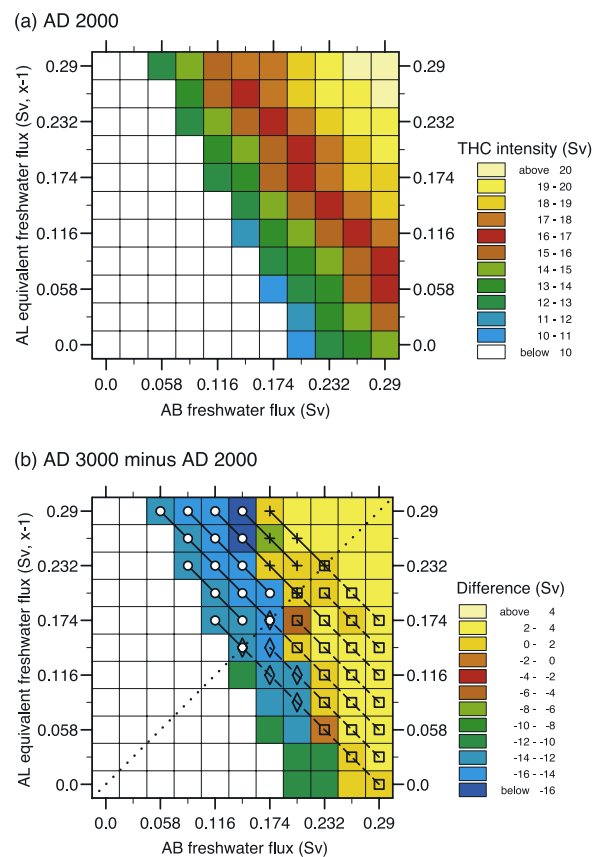 (a) AD 2000
AL equivalent freshwater flux (Sv, x-1)
0.29 0.29
0.232 0.232
0.174 0.174
0.116 0.116
0.058 0.058
0.0 0.0
0.0 0.058 0.116 0.174 0.232 0.29
AB freshwater flux (Sv)
THC intensity (Sv)
above 20
19 - 20
18 - 19
17 - 18
16 - 17
15 - 16
14 - 15
13 - 14
12 - 13
11 - 12
10 - 11
below 10
(b) AD 3000 minus AD 2000
AL equivalent freshwater flux (Sv, x-1)
0.29 0.29
0.232 0.232
0.174 0.174
0.116 0.116
0.058 0.058
0.0 0.0
0.0 0.058 0.116 0.174 0.232 0.29
AB freshwater flux (Sv)
Difference (Sv)
above 4
2 - 4
0 - 2
-2 - 0
-4 - -2
-6 - -4
-8 - -6
-10 - -8
-12 - -10
-14 - -12
-16 - -14
below -16